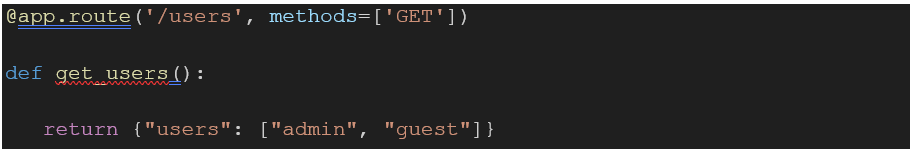 @app.route('/users', methods=['GET'])
def get_users():
return {"users": ["admin", "guest"]}